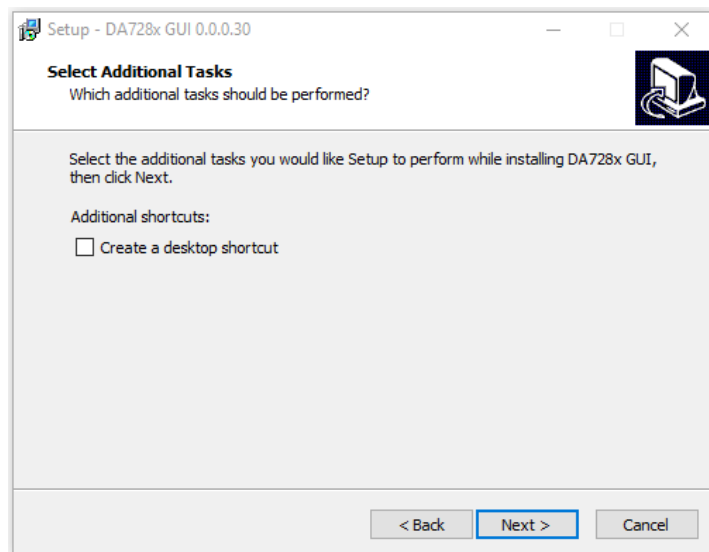 Setup - DA728x GUI 0.0.0.30
Select Additional Tasks
Which additional tasks should be performed?
Select the additional tasks you would like Setup to perform while installing DA728x GUI,
then click Next.
Additional shortcuts:
Create a desktop shortcut
< Back
Next >
Cancel